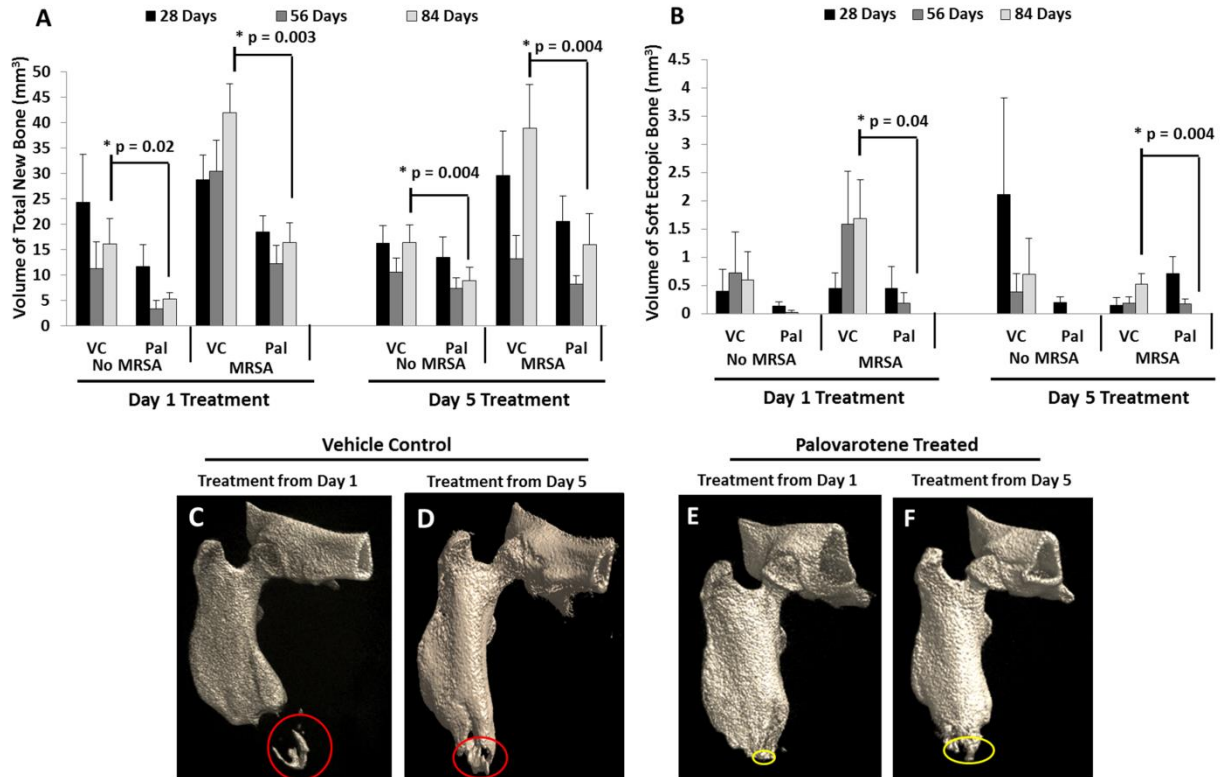 A
28 Days 56 Days 84 Days
Volume of Total New Bone (mm³)
50
45
40
35
30
25
20
15
10
5
0
* p = 0.02
* p = 0.003
* p = 0.004
* p = 0.004
VC Pal VC Pal VC Pal VC Pal
No MRSA MRSA No MRSA MRSA
Day 1 Treatment Day 5 Treatment
B
28 Days 56 Days 84 Days
Volume of Soft Ectopic Bone (mm³)
4.5
4
3.5
3
2.5
2
1.5
1
0.5
0
* p = 0.04
* p = 0.004
VC Pal VC Pal VC Pal VC Pal
No MRSA MRSA No MRSA MRSA
Day 1 Treatment Day 5 Treatment
Vehicle Control
Treatment from Day 1 Treatment from Day 5
C D
Palovarotene Treated
Treatment from Day 1 Treatment from Day 5
E F